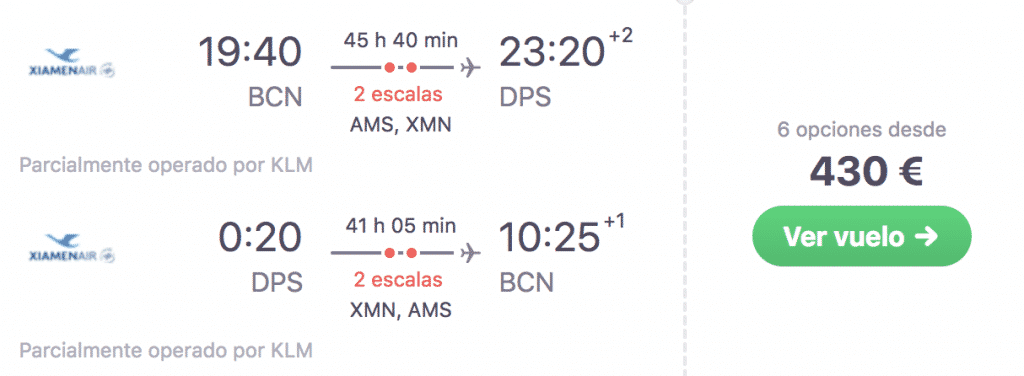 XIAMENAIR
19:40
BCN
45 h 40 min
2 escalas
AMS, XMN
23:20+2
DPS
Parcialmente operado por KLM
XIAMENAIR
0:20
DPS
41 h 05 min
2 escalas
XMN, AMS
10:25+1
BCN
Parcialmente operado por KLM
6 opciones desde
430 €
Ver vuelo →